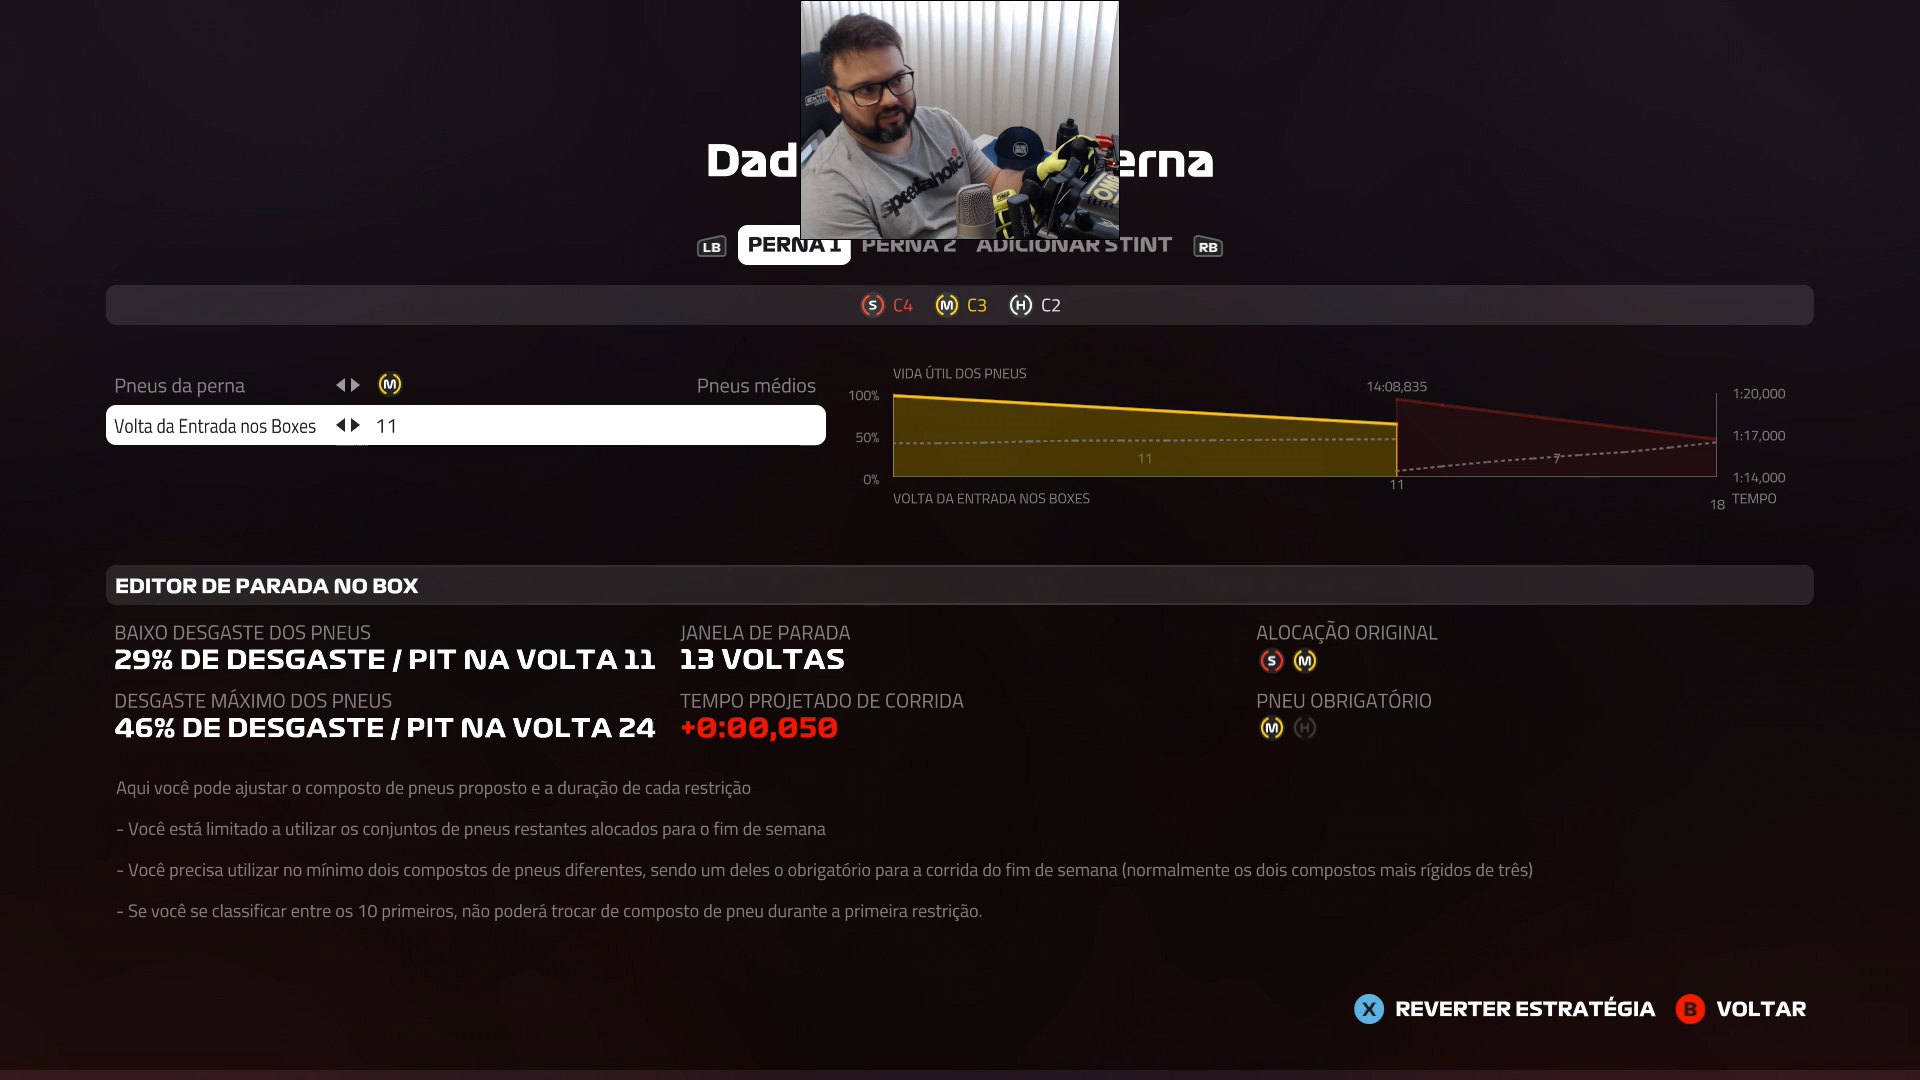 Dad erna
LB PERNA 1 PERNA 2 ADICIONAR STINT RB
S C4 M C3 H C2
Pneus da perna M Pneus médios
Volta da Entrada nos Boxes 11
VIDA ÚTIL DOS PNEUS
100%
50%
0%
14:08,835
1:20,000
1:17,000
1:14,000
11
7
11
18
VOLTA DA ENTRADA NOS BOXES
TEMPO
speedaholic
EDITOR DE PARADA NO BOX
BAIXO DESGASTE DOS PNEUS
29% DE DESGASTE / PIT NA VOLTA 11
DESGASTE MÁXIMO DOS PNEUS
46% DE DESGASTE / PIT NA VOLTA 24
JANELA DE PARADA
13 VOLTAS
TEMPO PROJETADO DE CORRIDA
+0:00,050
ALOCAÇÃO ORIGINAL
S M
PNEU OBRIGATÓRIO
M H
Aqui você pode ajustar o composto de pneus proposto e a duração de cada restrição
- Você está limitado a utilizar os conjuntos de pneus restantes alocados para o fim de semana
- Você precisa utilizar no mínimo dois compostos de pneus diferentes, sendo um deles o obrigatório para a corrida do fim de semana (normalmente os dois compostos mais rígidos de três)
- Se você se classificar entre os 10 primeiros, não poderá trocar de composto de pneu durante a primeira restrição.
X REVERTER ESTRATÉGIA B VOLTAR